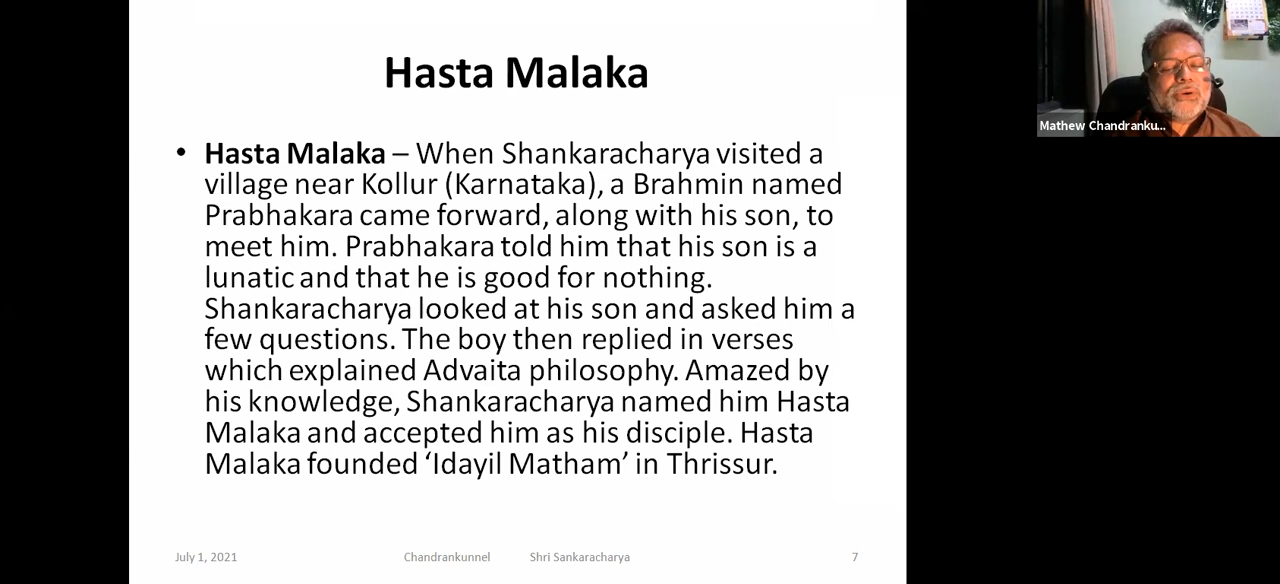 Hasta Malaka
• Hasta Malaka – When Shankaracharya visited a
village near Kollur (Karnataka), a Brahmin named
Prabhakara came forward, along with his son, to
meet him. Prabhakara told him that his son is a
lunatic and that he is good for nothing.
Shankaracharya looked at his son and asked him a
few questions. The boy then replied in verses
which explained Advaita philosophy. Amazed by
his knowledge, Shankaracharya named him Hasta
Malaka and accepted him as his disciple. Hasta
Malaka founded ‘Idayil Matham’ in Thrissur.
July 1, 2021 Chandrankunnel Shri Sankaracharya 7
Mathew Chandranku...